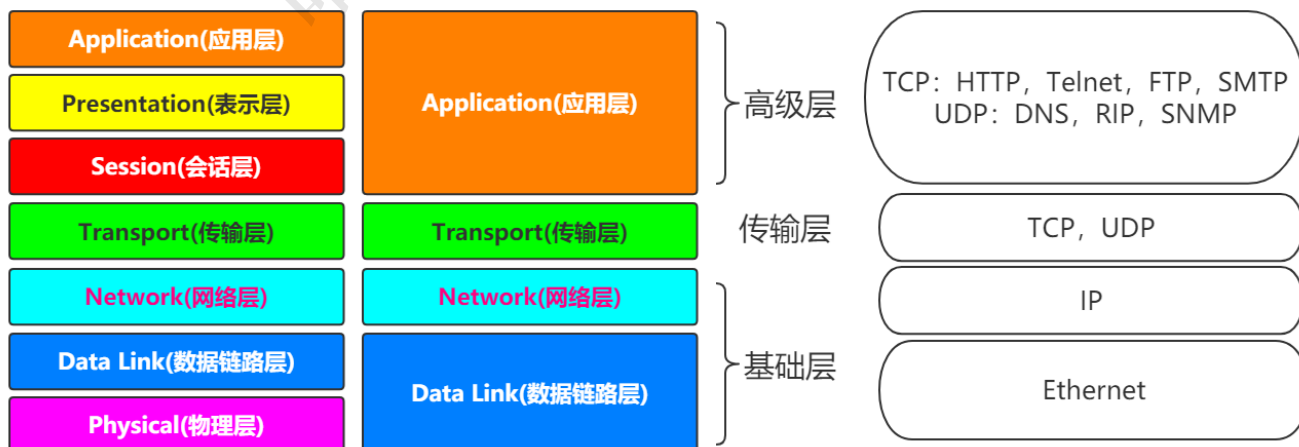 Application(应用层)
Presentation(表示层)
Session(会话层)
Transport(传输层)
Network(网络层)
Data Link(数据链路层)
Physical(物理层)
Application(应用层)
Transport(传输层)
Network(网络层)
Data Link(数据链路层)
高级层
传输层
基础层
TCP：HTTP，Telnet，FTP，SMTP
UDP：DNS，RIP，SNMP
TCP，UDP
IP
Ethernet